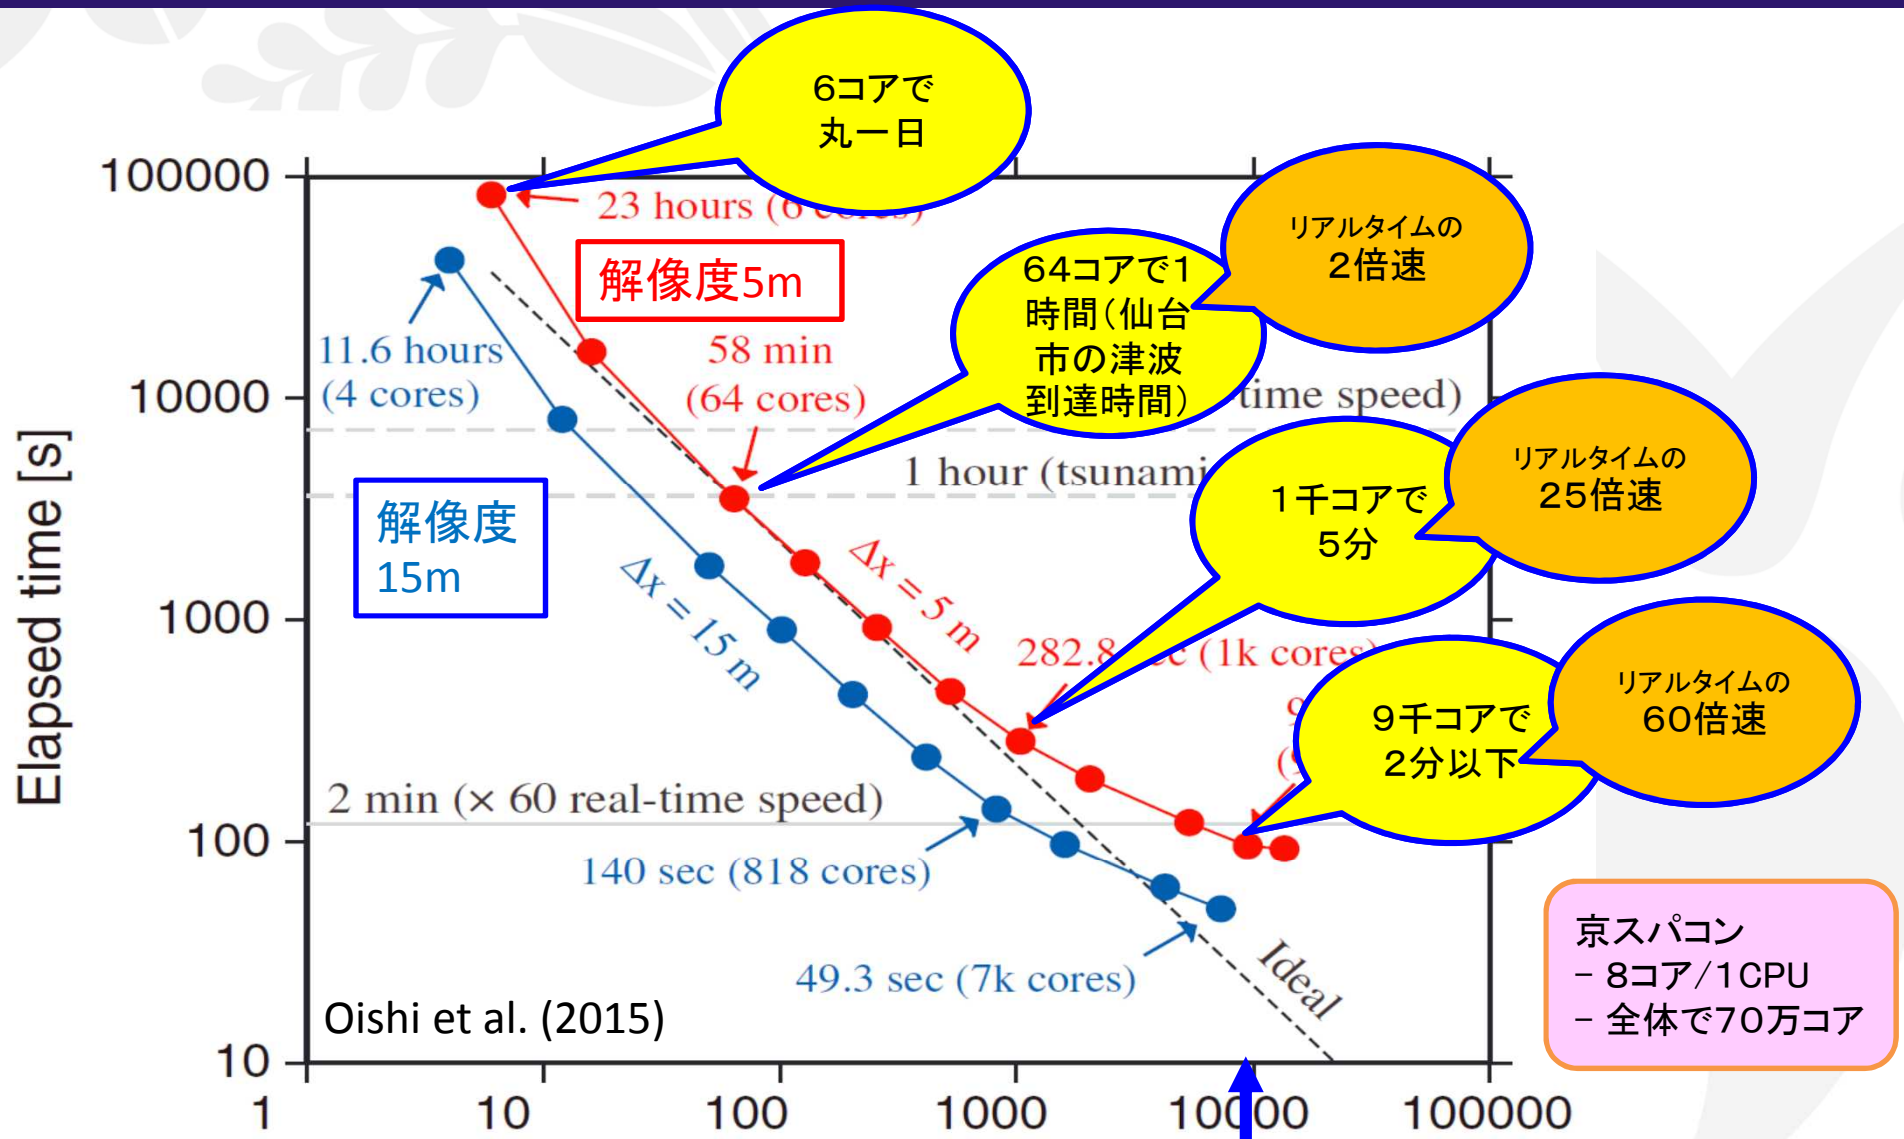 6コアで
丸一日
100000
23 hours (6 cores)
リアルタイムの
2倍速
解像度5m
64コアで1
時間(仙台
市の津波
到達時間)
11.6 hours
(4 cores)
58 min
(64 cores)
10000
time speed)
1 hour (tsunami
リアルタイムの
25倍速
1千コアで
5分
解像度
15m
Δx = 15 m
Δx = 5 m
1000
282.8 sec (1k cores)
リアルタイムの
60倍速
9千コアで
2分以下
2 min (× 60 real-time speed)
100
140 sec (818 cores)
49.3 sec (7k cores)
Ideal
京スパコン
- 8コア/1CPU
- 全体で70万コア
Oishi et al. (2015)
10
1 10 100 1000 10000 100000
Elapsed time [s]